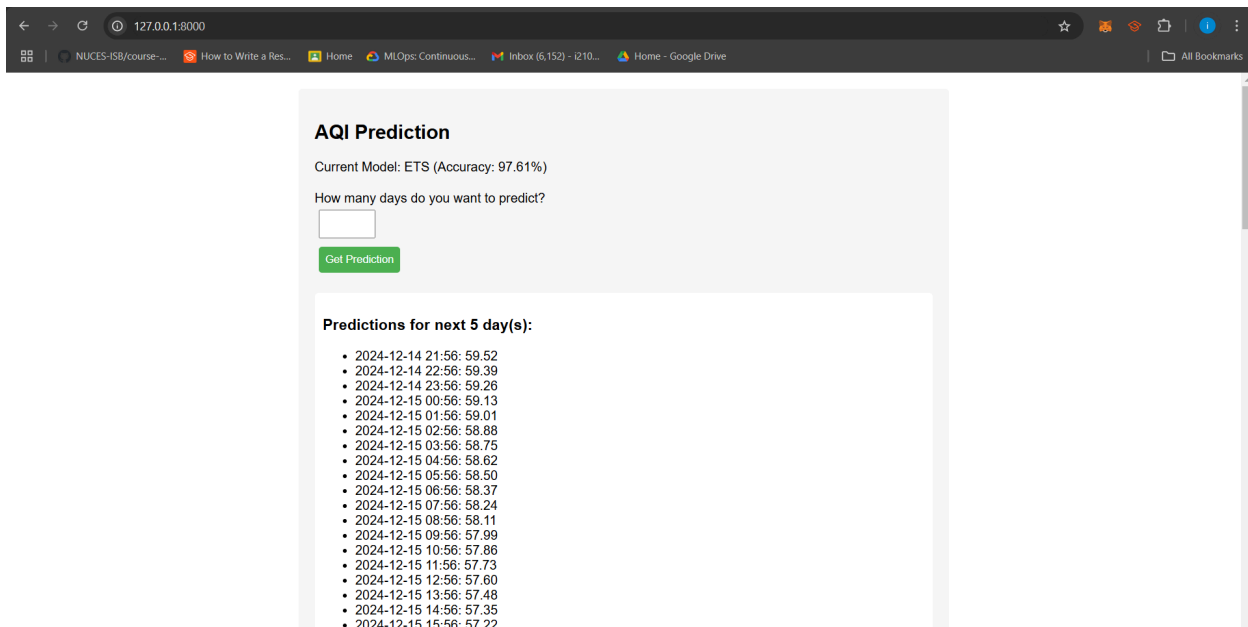 127.0.0.1:8000
NUCES-ISB/course-... How to Write a Res... Home MLOps: Continuous... Inbox (6,152) - i210... Home - Google Drive All Bookmarks
AQI Prediction
Current Model: ETS (Accuracy: 97.61%)
How many days do you want to predict?
Get Prediction
Predictions for next 5 day(s):
• 2024-12-14 21:56: 59.52
• 2024-12-14 22:56: 59.39
• 2024-12-14 23:56: 59.26
• 2024-12-15 00:56: 59.13
• 2024-12-15 01:56: 59.01
• 2024-12-15 02:56: 58.88
• 2024-12-15 03:56: 58.75
• 2024-12-15 04:56: 58.62
• 2024-12-15 05:56: 58.50
• 2024-12-15 06:56: 58.37
• 2024-12-15 07:56: 58.24
• 2024-12-15 08:56: 58.11
• 2024-12-15 09:56: 57.99
• 2024-12-15 10:56: 57.86
• 2024-12-15 11:56: 57.73
• 2024-12-15 12:56: 57.60
• 2024-12-15 13:56: 57.48
• 2024-12-15 14:56: 57.35
• 2024-12-15 15:56: 57.22